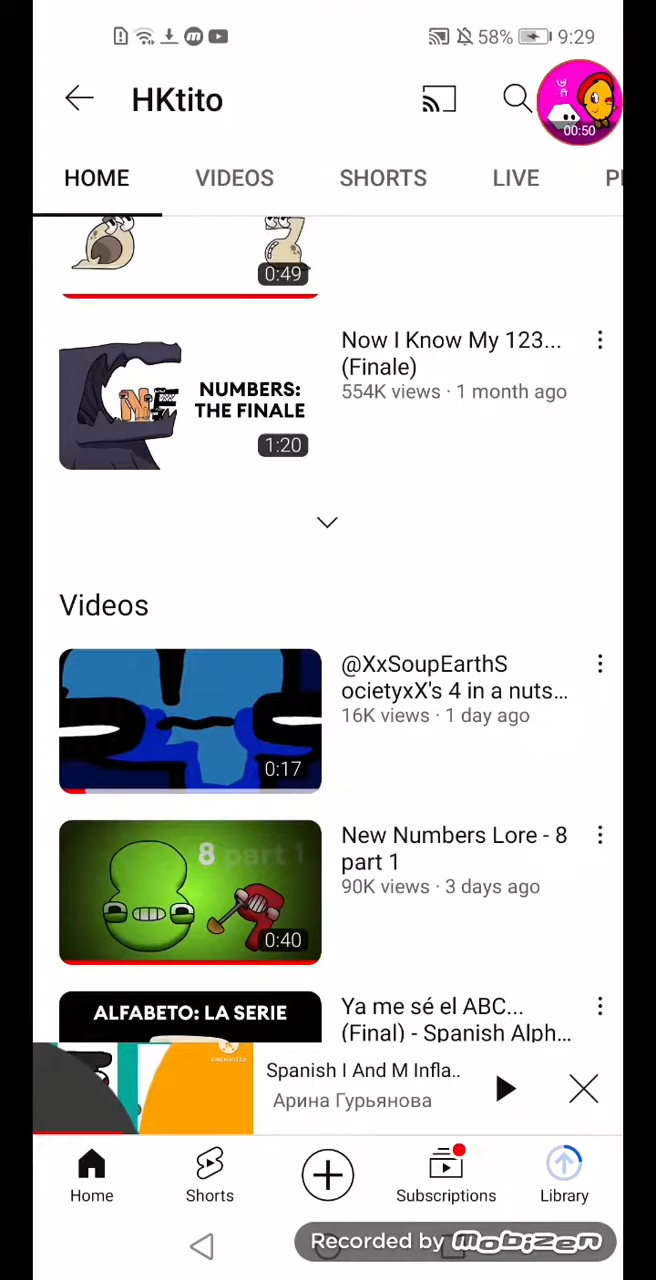 58% 9:29
HKtito
00:50
HOME VIDEOS SHORTS LIVE
0:49
Now I Know My 123...
(Finale)
554K views · 1 month ago
NUMBERS:
THE FINALE
1:20
Videos
@XxSoupEarthS
ocietyxX's 4 in a nuts...
16K views · 1 day ago
0:17
New Numbers Lore - 8
part 1
90K views · 3 days ago
8 part 1
0:40
ALFABETO: LA SERIE
Ya me sé el ABC...
(Final) - Spanish Alph...
KINEMASTER
Spanish I And M Infla..
Арина Гурьянова
Home Shorts Subscriptions Library
Recorded by mobizen